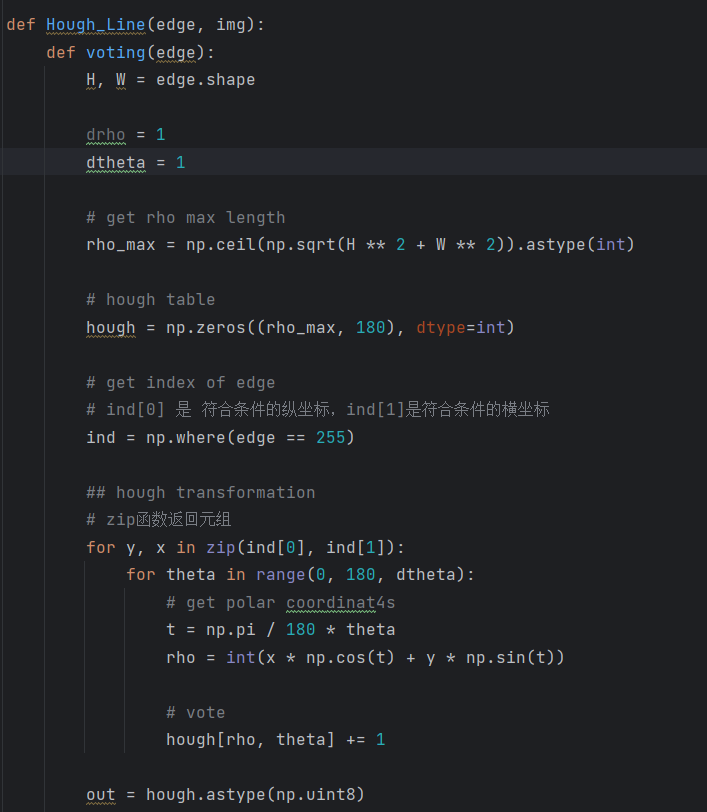 def Hough_Line(edge, img):
    def voting(edge):
        H, W = edge.shape

        drho = 1
        dtheta = 1

        # get rho max length
        rho_max = np.ceil(np.sqrt(H ** 2 + W ** 2)).astype(int)

        # hough table
        hough = np.zeros((rho_max, 180), dtype=int)

        # get index of edge
        # ind[0] 是 符合条件的纵坐标，ind[1]是符合条件的横坐标
        ind = np.where(edge == 255)

        ## hough transformation
        # zip函数返回元组
        for y, x in zip(ind[0], ind[1]):
            for theta in range(0, 180, dtheta):
                # get polar coordinat4s
                t = np.pi / 180 * theta
                rho = int(x * np.cos(t) + y * np.sin(t))

                # vote
                hough[rho, theta] += 1

        out = hough.astype(np.uint8)